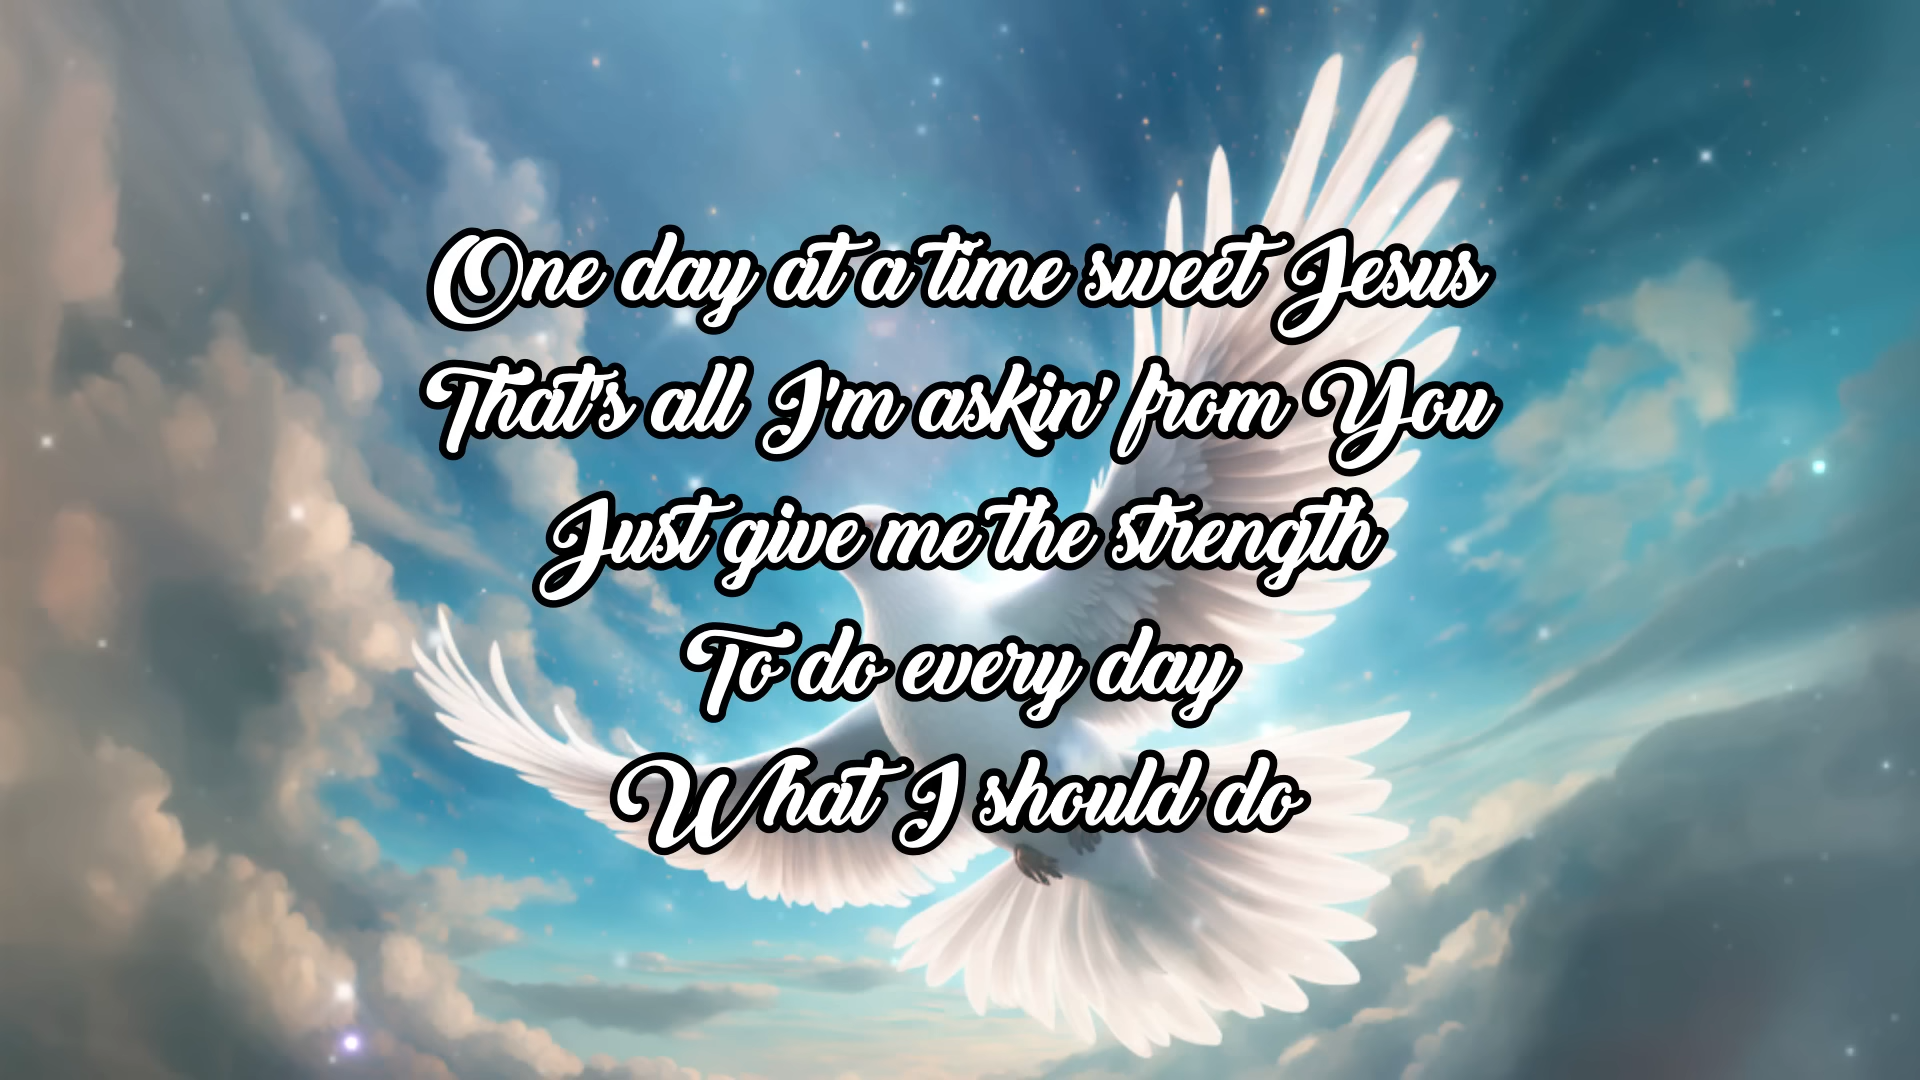 One day at a time sweet Jesus
That's all I'm askin' from You
Just give me the strength
To do every day
What I should do